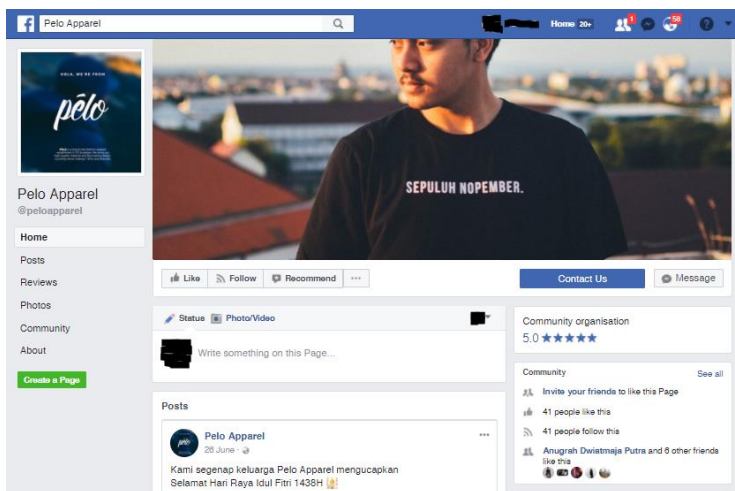 Pelo Apparel
Home 20+
1
50
HOLA, WE'RE FROM
pēlo
SEPULUH NOPEMBER.
Pelo Apparel
@peloapparel
Home
Posts
Reviews
Photos
Community
About
Create a Page
Like
Follow
Recommend
Contact Us
Message
Status
Photo/Video
Write something on this Page...
Posts
Pelo Apparel
26 June
Kami segenap keluarga Pelo Apparel mengucapkan
Selamat Hari Raya Idul Fitri 1438H
Community organisation
5.0
Community
See all
Invite your friends to like this Page
41 people like this
41 people follow this
Anugrah Dwiatmaja Putra and 6 other friends
like this